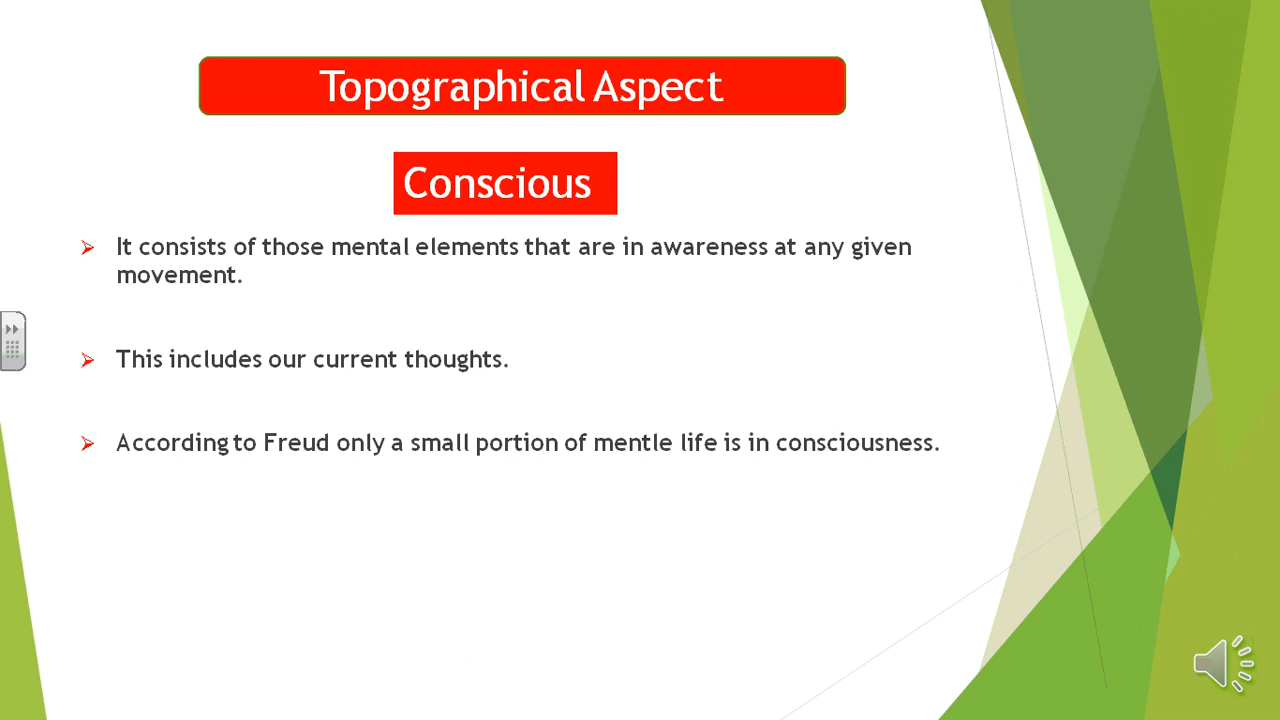 Topographical Aspect
Conscious
It consists of those mental elements that are in awareness at any given
movement.
This includes our current thoughts.
According to Freud only a small portion of mentle life is in consciousness.